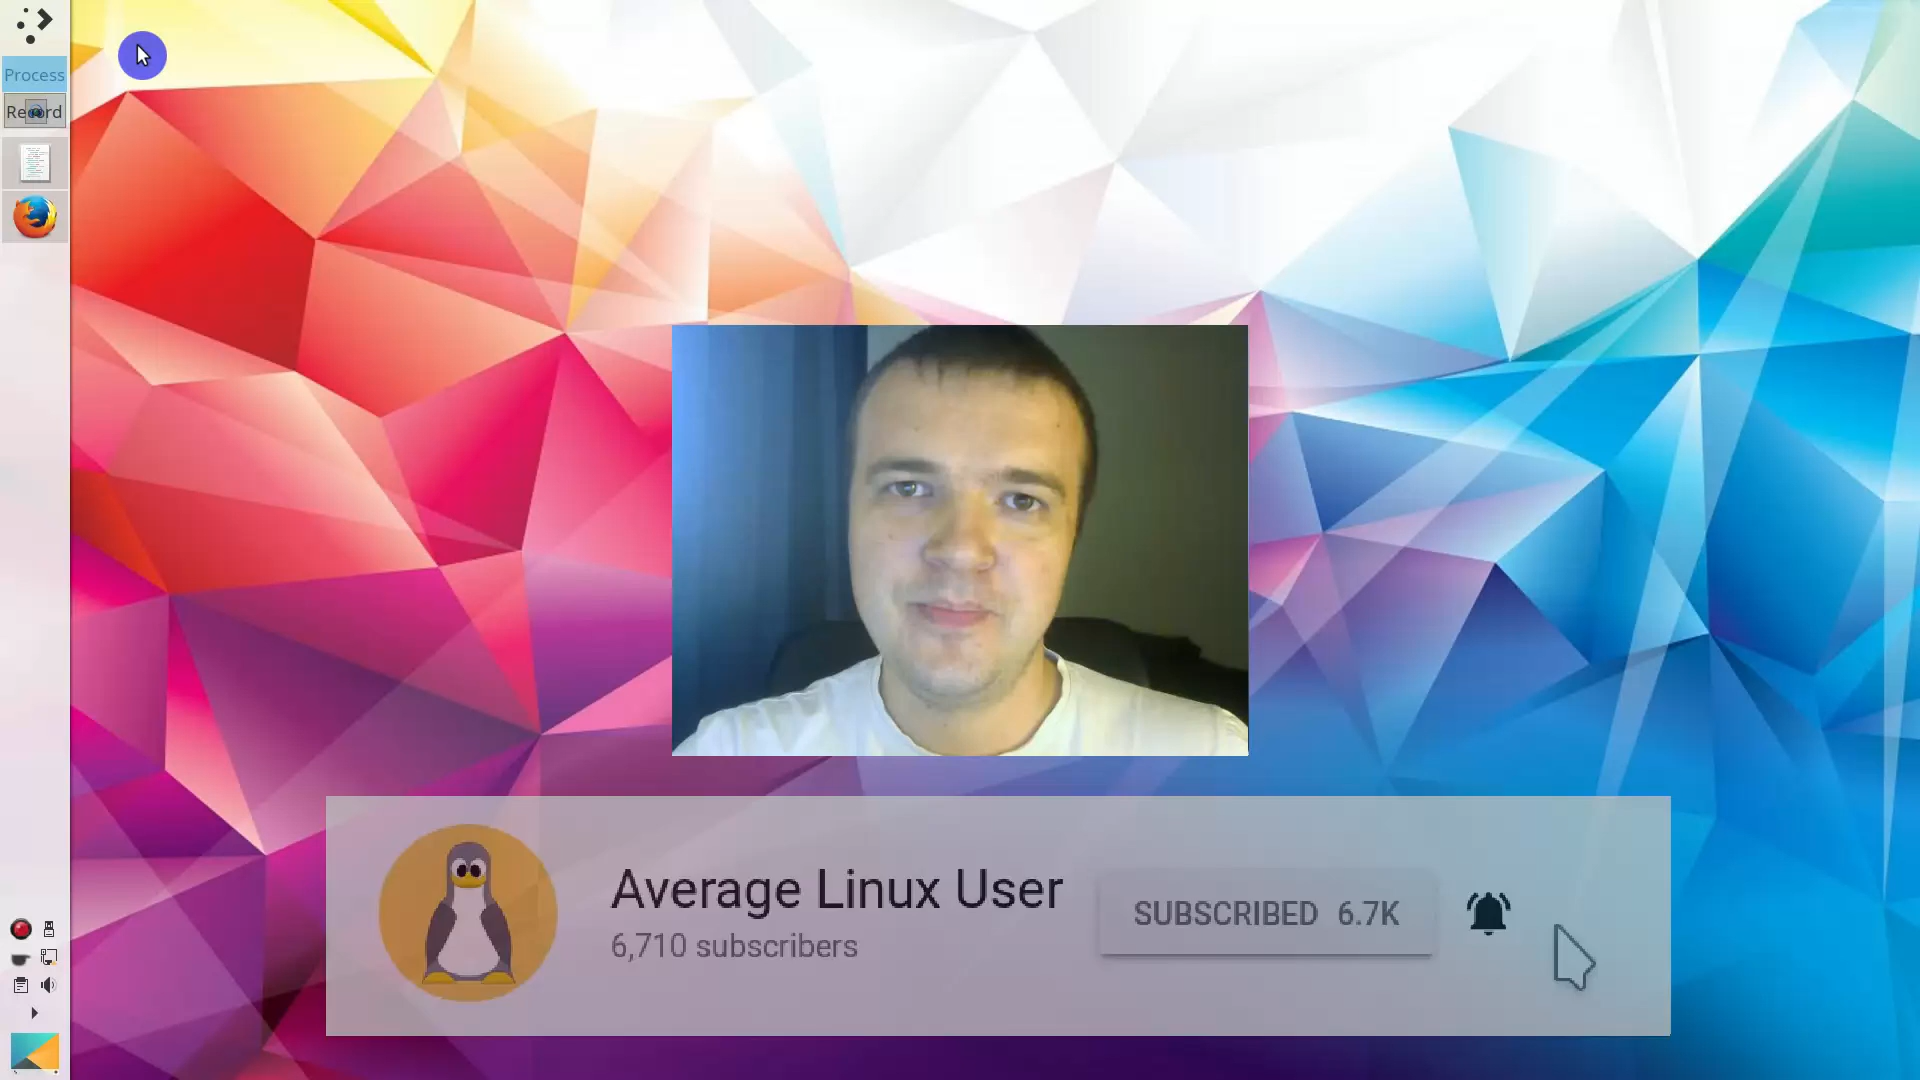 Process
Record
Average Linux User
6,710 subscribers
SUBSCRIBED 6.7K